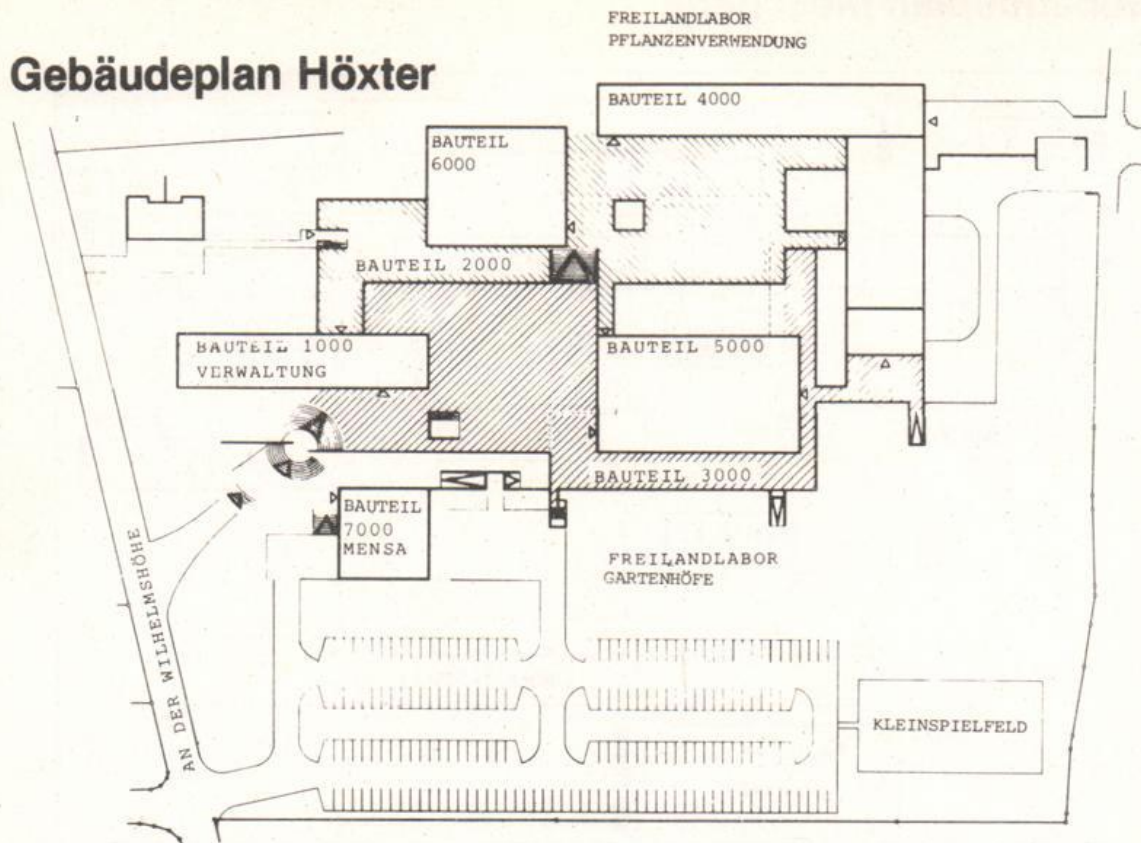 FREILANDLABOR
PFLANZENVERWENDUNG
Gebäudeplan Höxter
BAUTEIL 4000
BAUTEIL
6000
BAUTEIL 2000
BAUTEIL 1000
VERWALTUNG
BAUTEIL 5000
BAUTEIL 3000
BAUTEIL
7000
MENSA
FREILANDLABOR
GARTENHÖFE
AN DER WILHELMSHÖHE
KLEINSPIELFELD